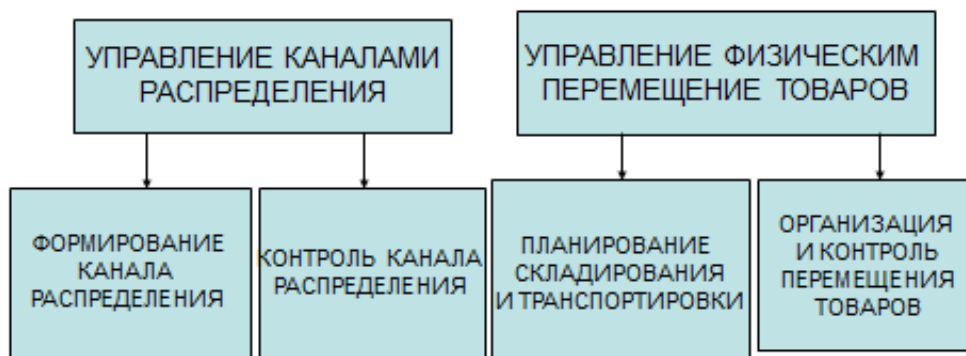 УПРАВЛЕНИЕ КАНАЛАМИ
РАСПРЕДЕЛЕНИЯ
УПРАВЛЕНИЕ ФИЗИЧЕСКИМ
ПЕРЕМЕЩЕНИЕ ТОВАРОВ
ФОРМИРОВАНИЕ
КАНАЛА
РАСПРЕДЕЛЕНИЯ
КОНТРОЛЬ КАНАЛА
РАСПРЕДЕЛЕНИЯ
ПЛАНИРОВАНИЕ
СКЛАДИРОВАНИЯ
И ТРАНСПОРТИРОВКИ
ОРГАНИЗАЦИЯ
И КОНТРОЛЬ
ПЕРЕМЕЩЕНИЯ
ТОВАРОВ